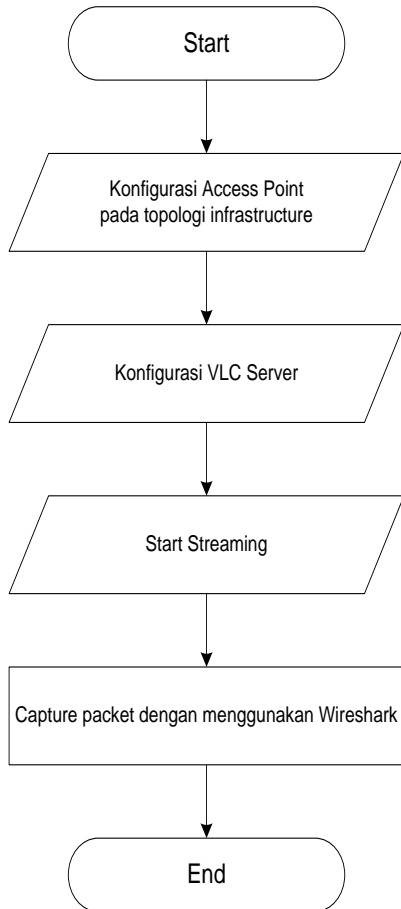 Start
Konfigurasi Access Point
pada topologi infrastructure
Konfigurasi VLC Server
Start Streaming
Capture packet dengan menggunakan Wireshark
End